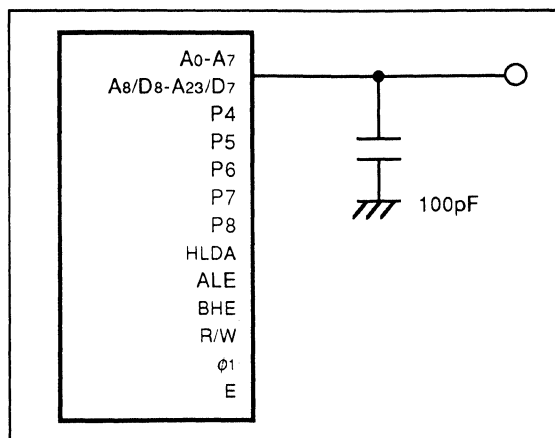 A0-A7
A8/D8-A23/D7
P4
P5
P6
P7
P8
HLDA
ALE
BHE
R/W
ϕ1
E
100pF